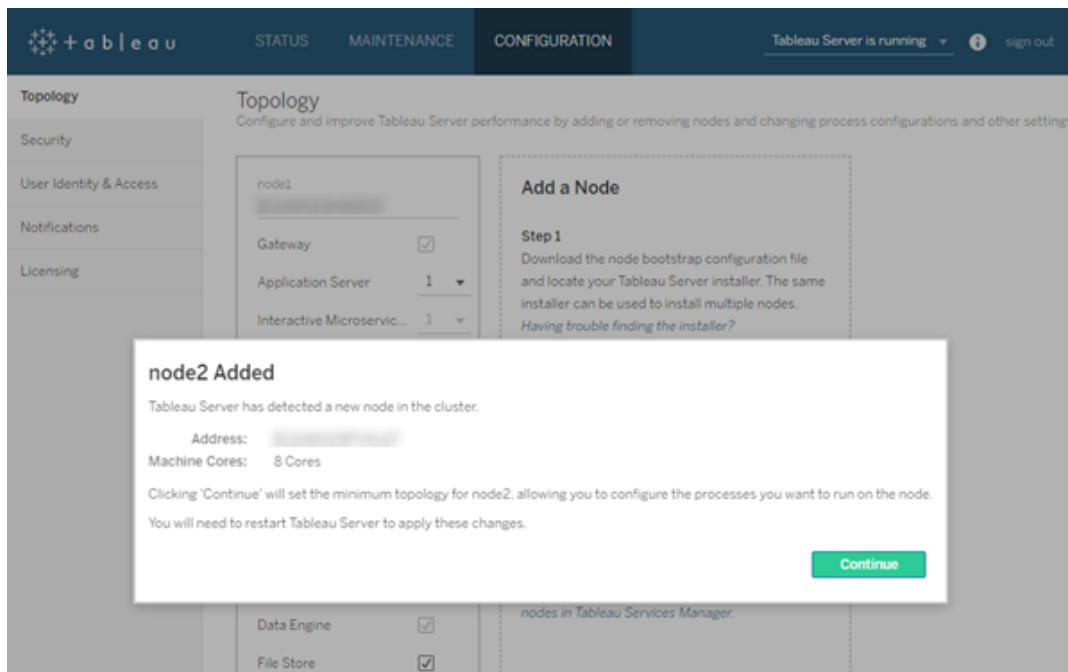 + a b | e a u
STATUS
MAINTENANCE
CONFIGURATION
Tableau Server is running
sign out
Topology
Security
User Identity & Access
Notifications
Licensing
Topology
Configure and improve Tableau Server performance by adding or removing nodes and changing process configurations and other settings
node1
Gateway
Application Server 1
Interactive Microservic... 1
Add a Node
Step 1
Download the node bootstrap configuration file
and locate your Tableau Server installer. The same
installer can be used to install multiple nodes.
Having trouble finding the installer?
node2 Added
Tableau Server has detected a new node in the cluster.
Address:
Machine Cores: 8 Cores
Clicking 'Continue' will set the minimum topology for node2, allowing you to configure the processes you want to run on the node.
You will need to restart Tableau Server to apply these changes.
Continue
nodes in Tableau Services Manager.
Data Engine
File Store